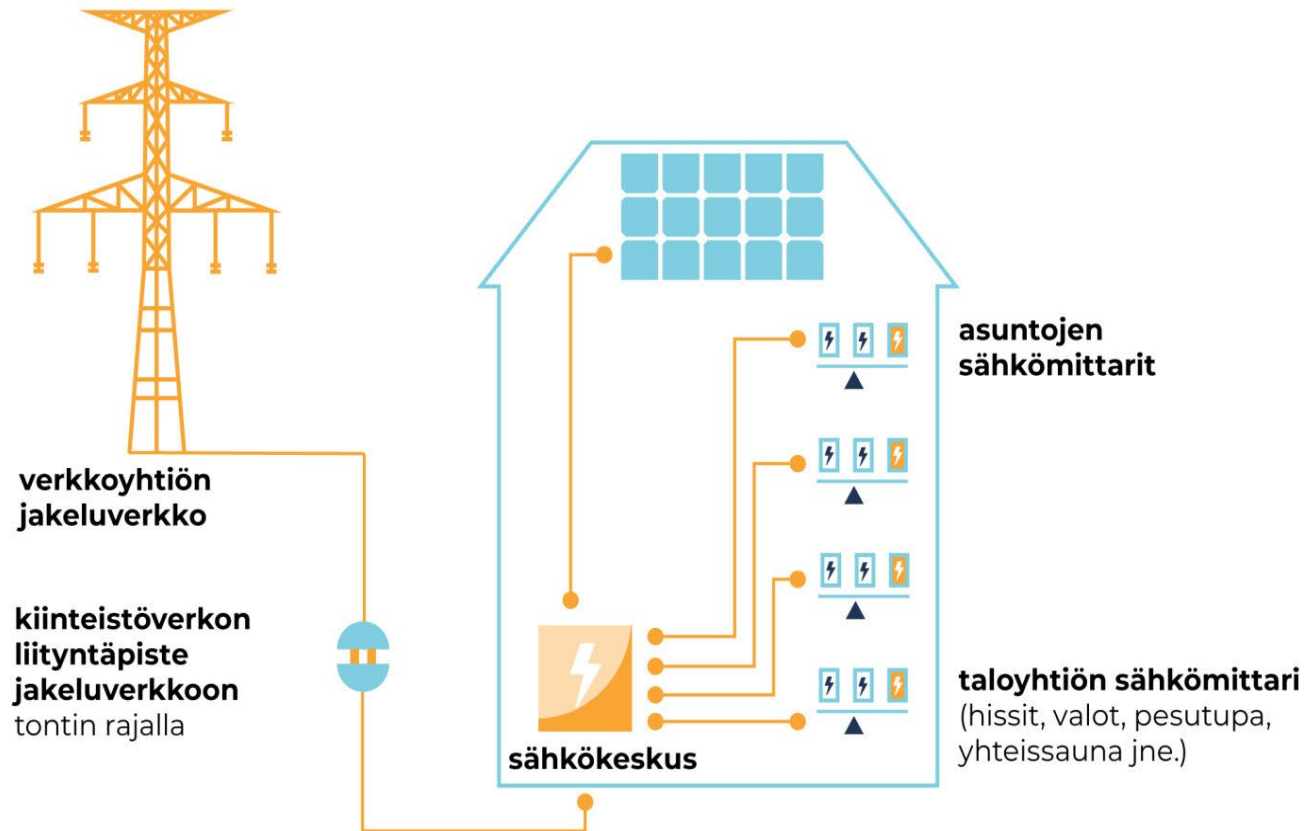 verkkoyhtiön
jakeluverkko
kiinteistöverkon
liityntäpiste
jakeluverkkoon
tontin rajalla
sähkökeskus
asuntojen
sähkömittarit
taloyhtiön sähkömittari
(hissit, valot, pesutupa,
yhteissauna jne.)